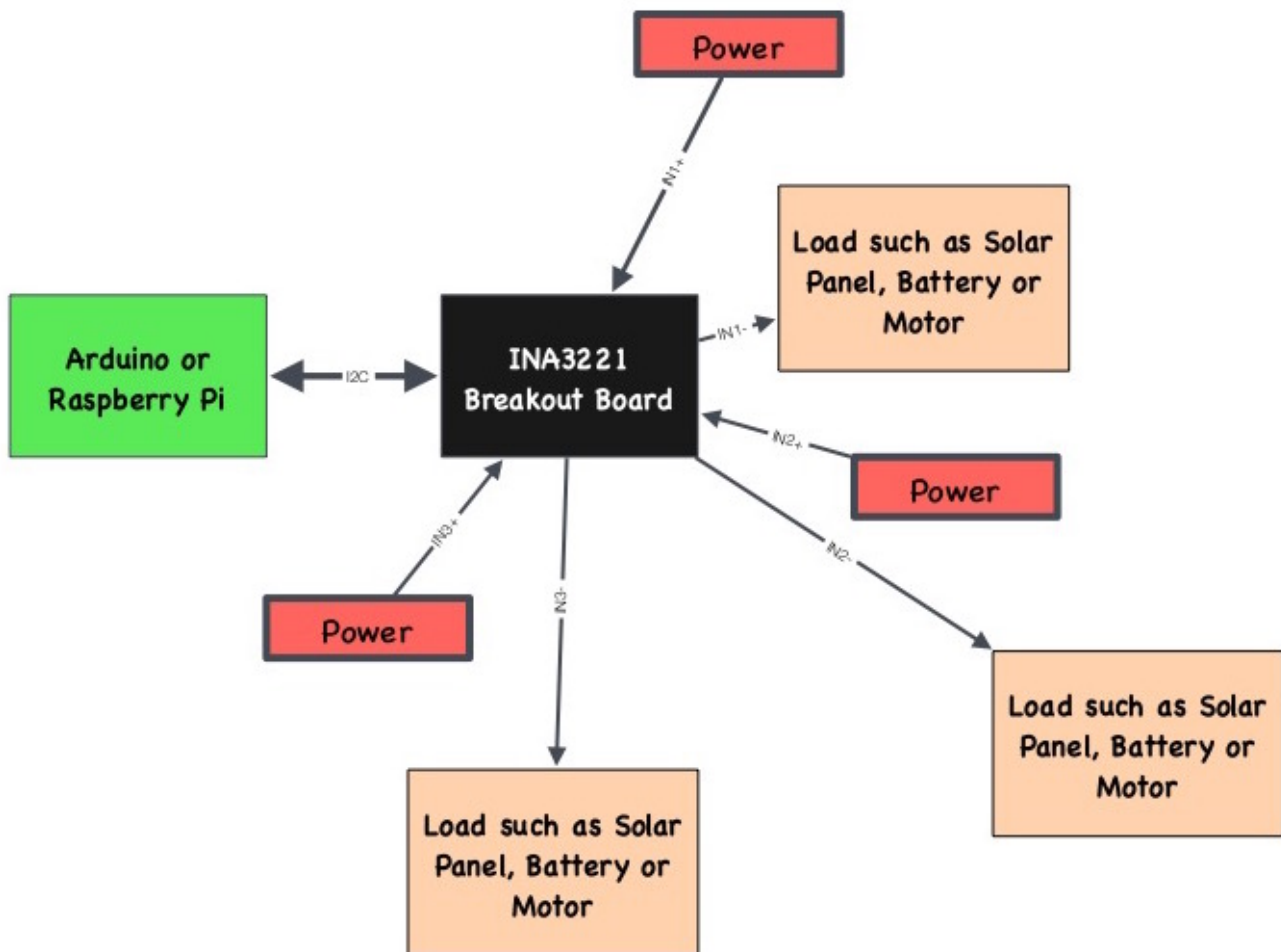 Power
IN1+
Load such as Solar
Panel, Battery or
Motor
Arduino or
Raspberry Pi
I2C
INA3221
Breakout Board
IN1-
IN2+
Power
IN3+
IN3-
IN2-
Power
Load such as Solar
Panel, Battery or
Motor
Load such as Solar
Panel, Battery or
Motor